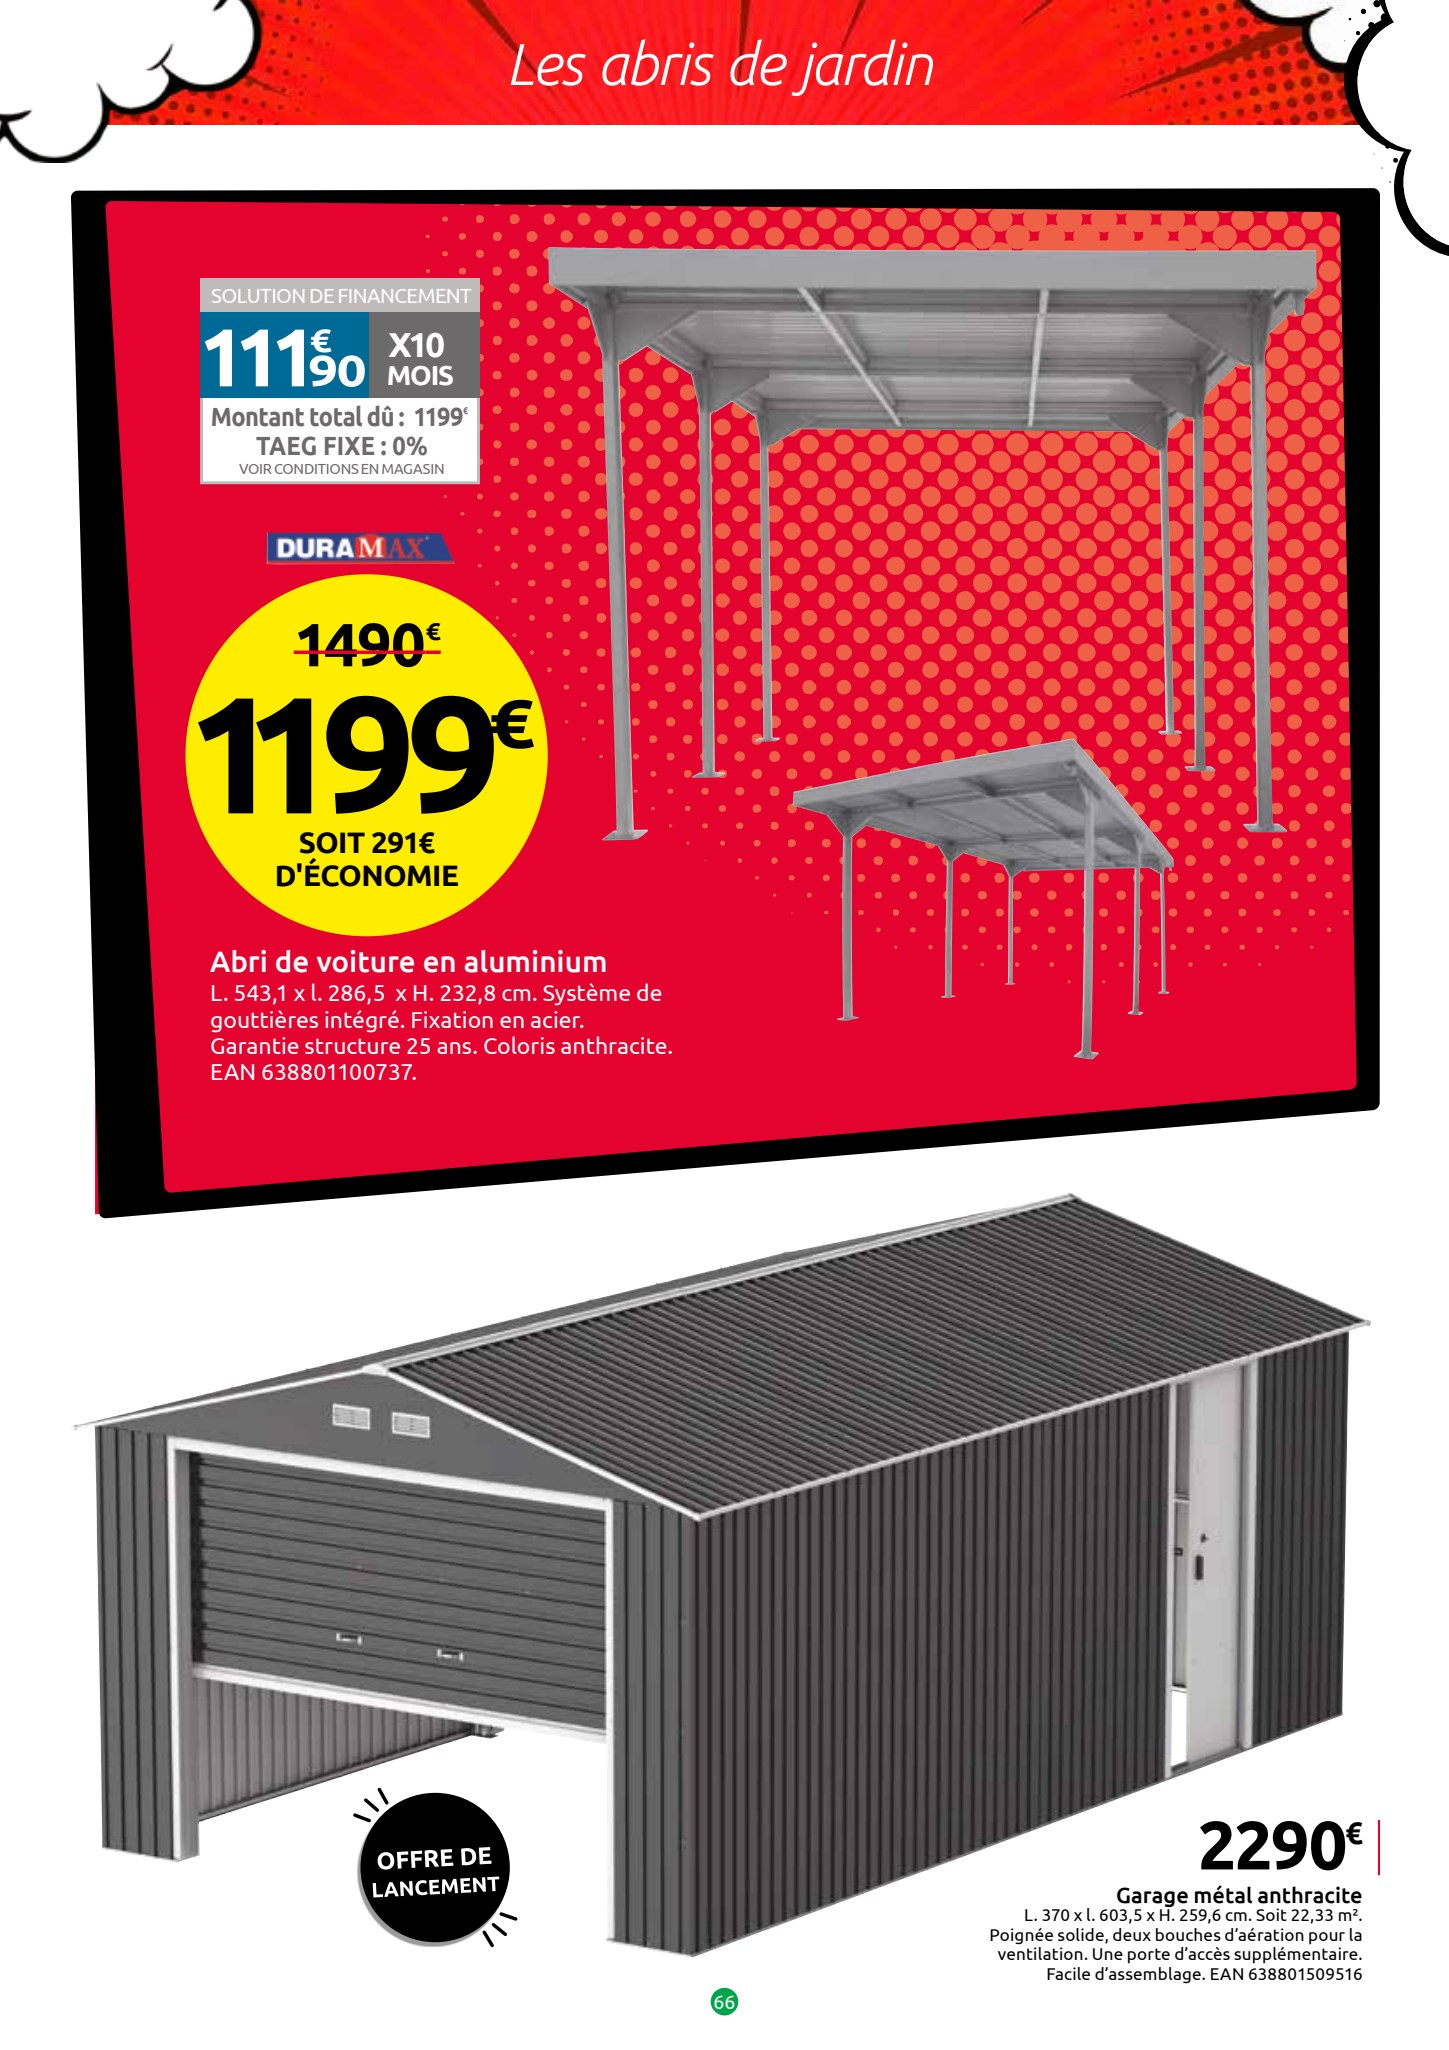 Les abris de jardin
SOLUTION DE FINANCEMENT
111€90 X10 MOIS
Montant total dû : 1199€
TAEG FIXE : 0%
VOIR CONDITIONS EN MAGASIN
DURAMAX
1490€
1199€
SOIT 291€
D'ÉCONOMIE
Abri de voiture en aluminium
L. 543,1 x l. 286,5 x H. 232,8 cm. Système de
gouttières intégré. Fixation en acier.
Garantie structure 25 ans. Coloris anthracite.
EAN 638801100737.
OFFRE DE
LANCEMENT
2290€
Garage métal anthracite
L. 370 x l. 603,5 x H. 259,6 cm. Soit 22,33 m².
Poignée solide, deux bouches d’aération pour la
ventilation. Une porte d’accès supplémentaire.
Facile d’assemblage. EAN 638801509516
66